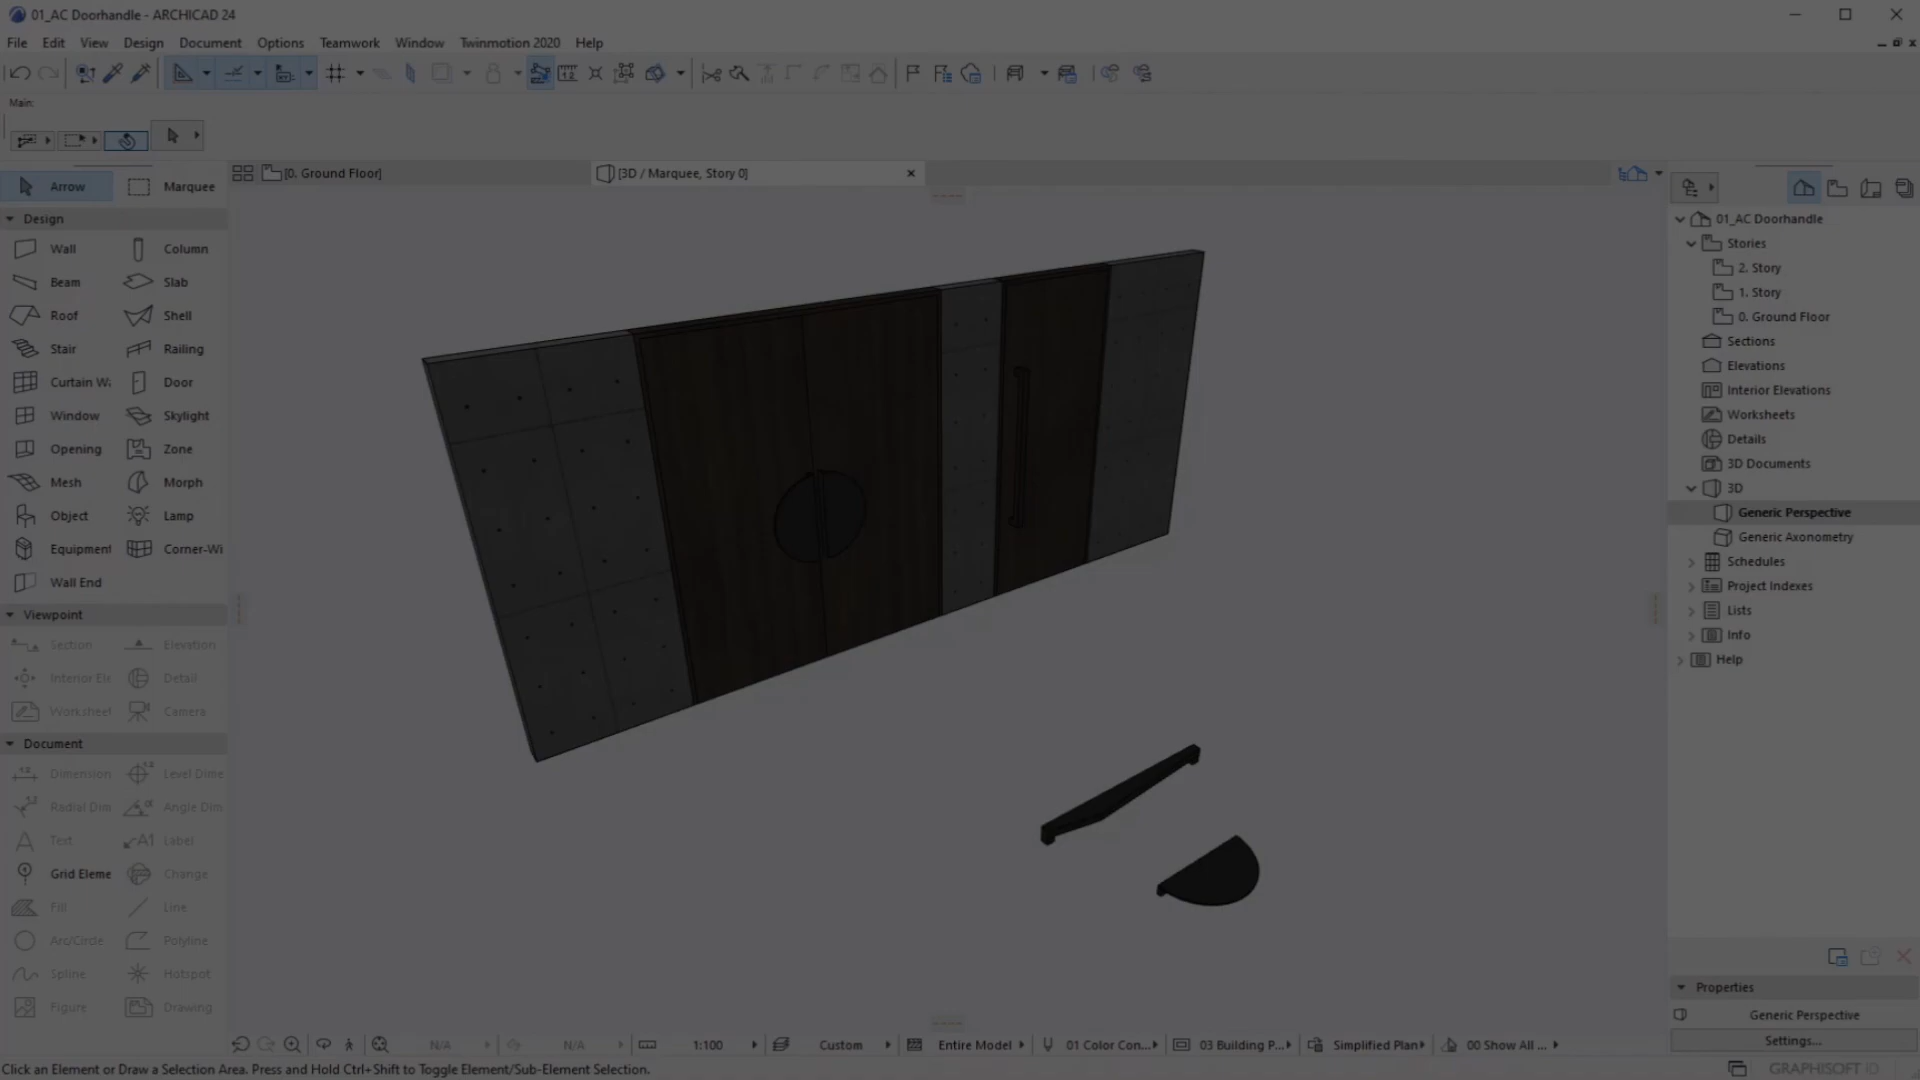 01_AC Doorhandle - ARCHICAD 24
File Edit View Design Document Options Teamwork Window Twinmotion 2020 Help
Main:
Arrow Marquee
[0. Ground Floor]
[3D / Marquee, Story 0]
Design
Wall Column
Beam Slab
Roof Shell
Stair Railing
Curtain Wa Door
Window Skylight
Opening Zone
Mesh Morph
Object Lamp
Equipment Corner-Wi
Wall End
Viewpoint
Section Elevation
Interior Ele Detail
Worksheet Camera
Document
Dimension Level Dime
Radial Dim Angle Dim
Text Label
Grid Eleme Change
Fill Line
Arc/Circle Polyline
Spline Hotspot
Figure Drawing
01_AC Doorhandle
Stories
2. Story
1. Story
0. Ground Floor
Sections
Elevations
Interior Elevations
Worksheets
Details
3D Documents
3D
Generic Perspective
Generic Axonometry
Schedules
Project Indexes
Lists
Info
Help
Properties
Generic Perspective
Settings...
N/A N/A 1:100 Custom Entire Model 01 Color Con... 03 Building P... Simplified Plan 00 Show All ...
Click an Element or Draw a Selection Area. Press and Hold Ctrl+Shift to Toggle Element/Sub-Element Selection.
GRAPHISOFT ID